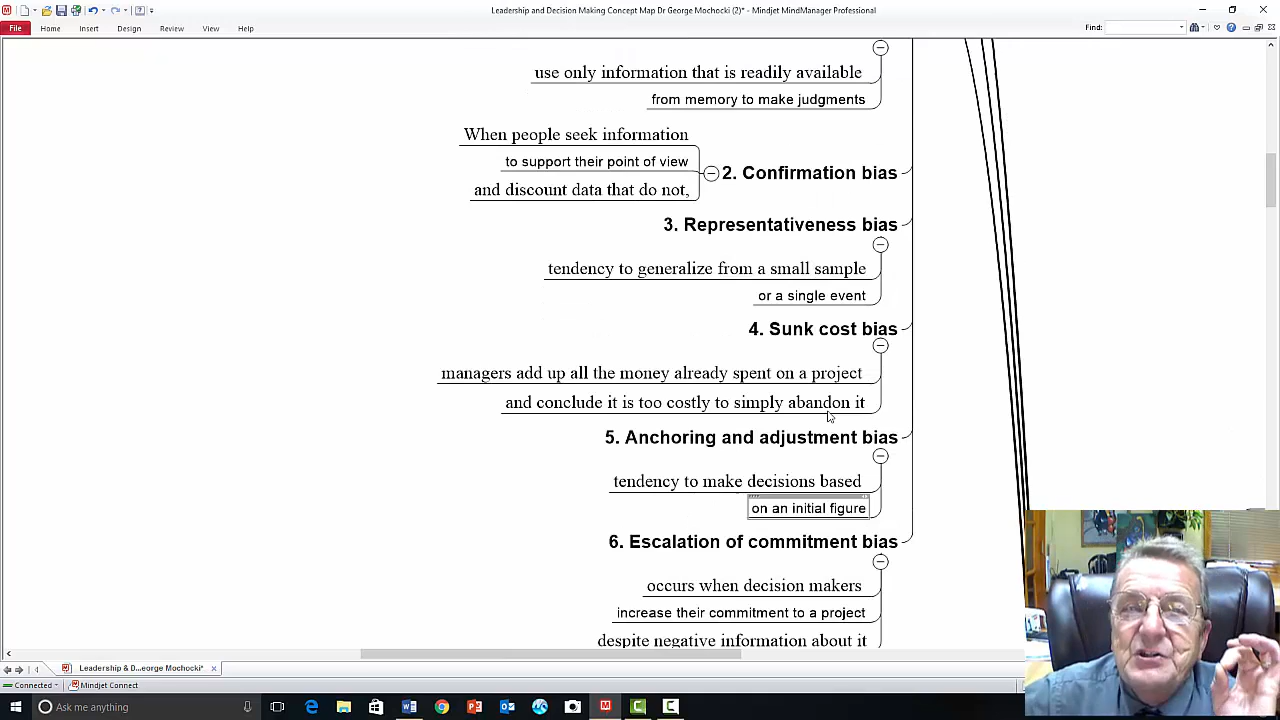 Leadership and Decision Making Concept Map Dr George Mochocki (2)* - Mindjet MindManager Professional
File Home Insert Design Review View Help
Find:
use only information that is readily available
from memory to make judgments
When people seek information
to support their point of view
and discount data that do not,
2. Confirmation bias
3. Representativeness bias
tendency to generalize from a small sample
or a single event
4. Sunk cost bias
managers add up all the money already spent on a project
and conclude it is too costly to simply abandon it
5. Anchoring and adjustment bias
tendency to make decisions based
on an initial figure
6. Escalation of commitment bias
occurs when decision makers
increase their commitment to a project
despite negative information about it
Leadership & D...eorge Mochocki*
Connected
Mindjet Connect
Ask me anything